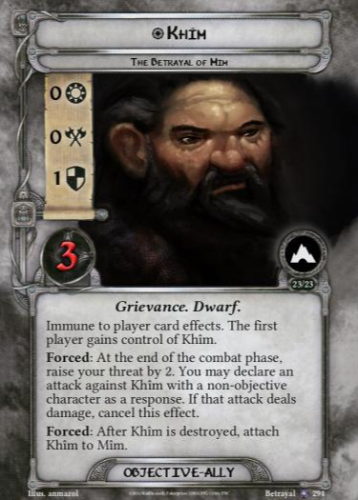 Khîm
The Betrayal of Mîm
0
0
1
3
23/23
Grievance. Dwarf.
Immune to player card effects. The first
player gains control of Khîm.
Forced: At the end of the combat phase,
raise your threat by 2. You may declare an
attack against Khîm with a non-objective
character as a response. If that attack deals
damage, cancel this effect.
Forced: After Khîm is destroyed, attach
Khîm to Mîm.
OBJECTIVE-ALLY
Illus. anmarol
Betrayal
294